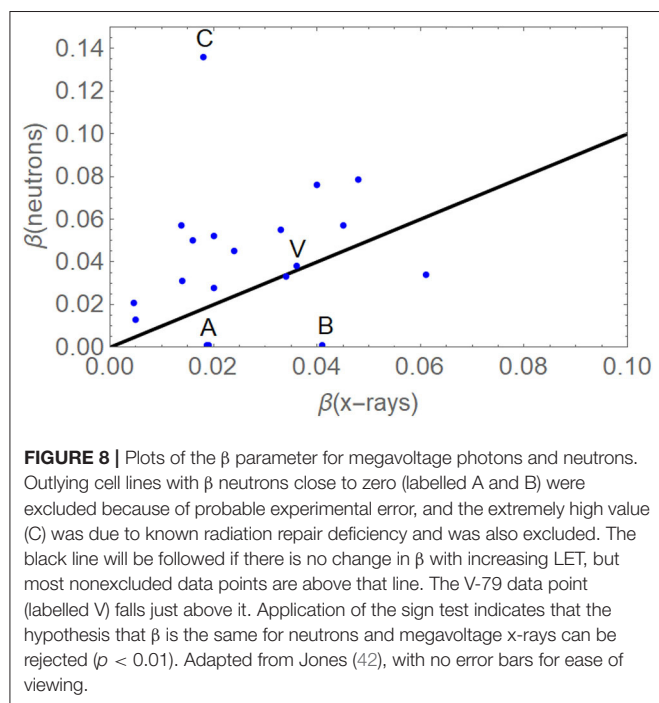 C
0.14
0.12
0.10
0.08
0.06
0.04
0.02
0.00
β(neutrons)
V
A
B
0.00 0.02 0.04 0.06 0.08 0.10
β(x−rays)
FIGURE 8 | Plots of the β parameter for megavoltage photons and neutrons.
Outlying cell lines with β neutrons close to zero (labelled A and B) were
excluded because of probable experimental error, and the extremely high value
(C) was due to known radiation repair deficiency and was also excluded. The
black line will be followed if there is no change in β with increasing LET, but
most nonexcluded data points are above that line. The V-79 data point
(labelled V) falls just above it. Application of the sign test indicates that the
hypothesis that β is the same for neutrons and megavoltage x-rays can be
rejected (p < 0.01). Adapted from Jones (42), with no error bars for ease of
viewing.